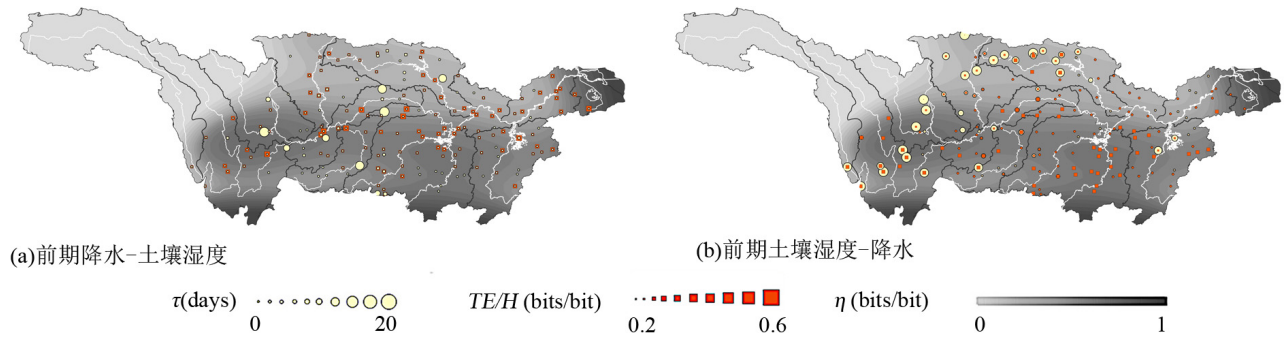 (a)前期降水-土壤湿度
(b)前期土壤湿度-降水
τ(days)
0 20
TE/H (bits/bit)
0.2 0.6
η (bits/bit)
0 1